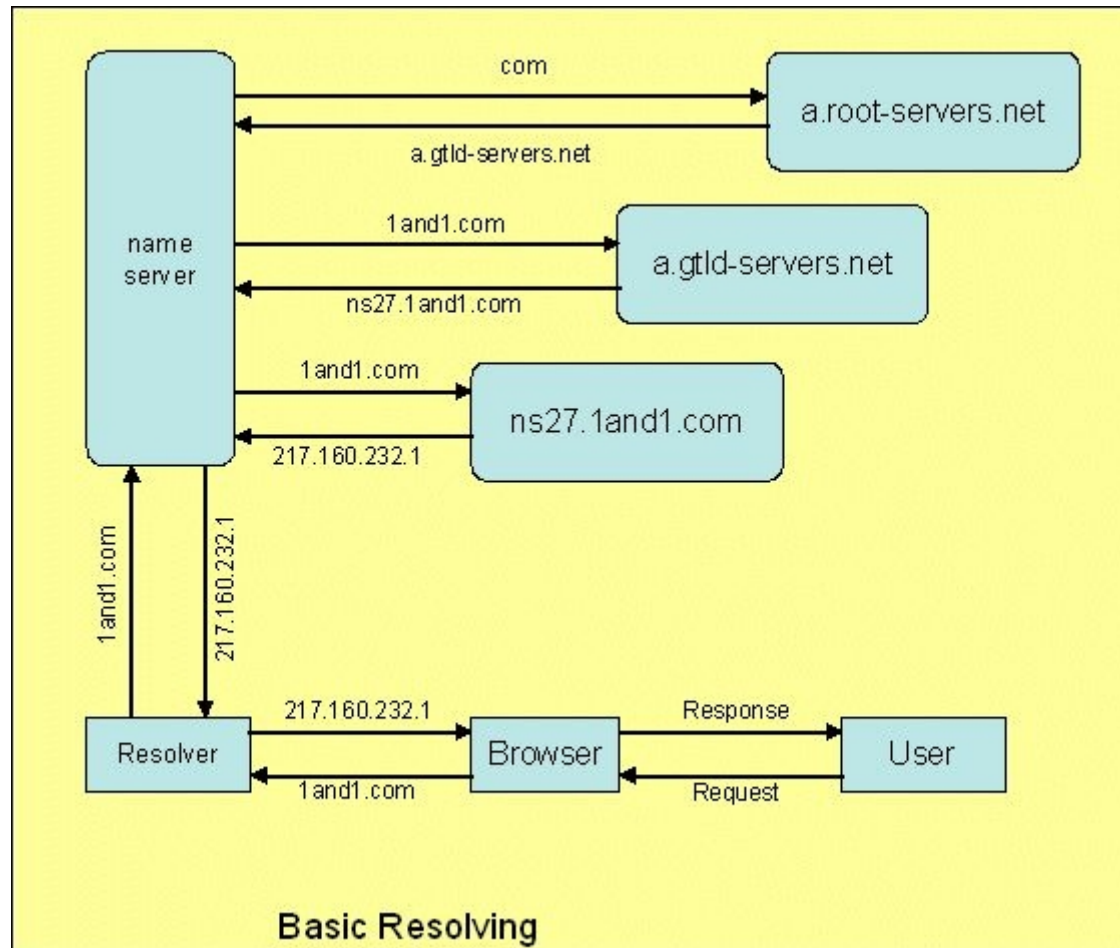 com
a.root-servers.net
a.gtld-servers.net
name
server
1and1.com
a.gtld-servers.net
ns27.1and1.com
1and1.com
ns27.1and1.com
217.160.232.1
1and1.com
217.160.232.1
217.160.232.1
Response
Resolver
Browser
User
1and1.com
Request
Basic Resolving